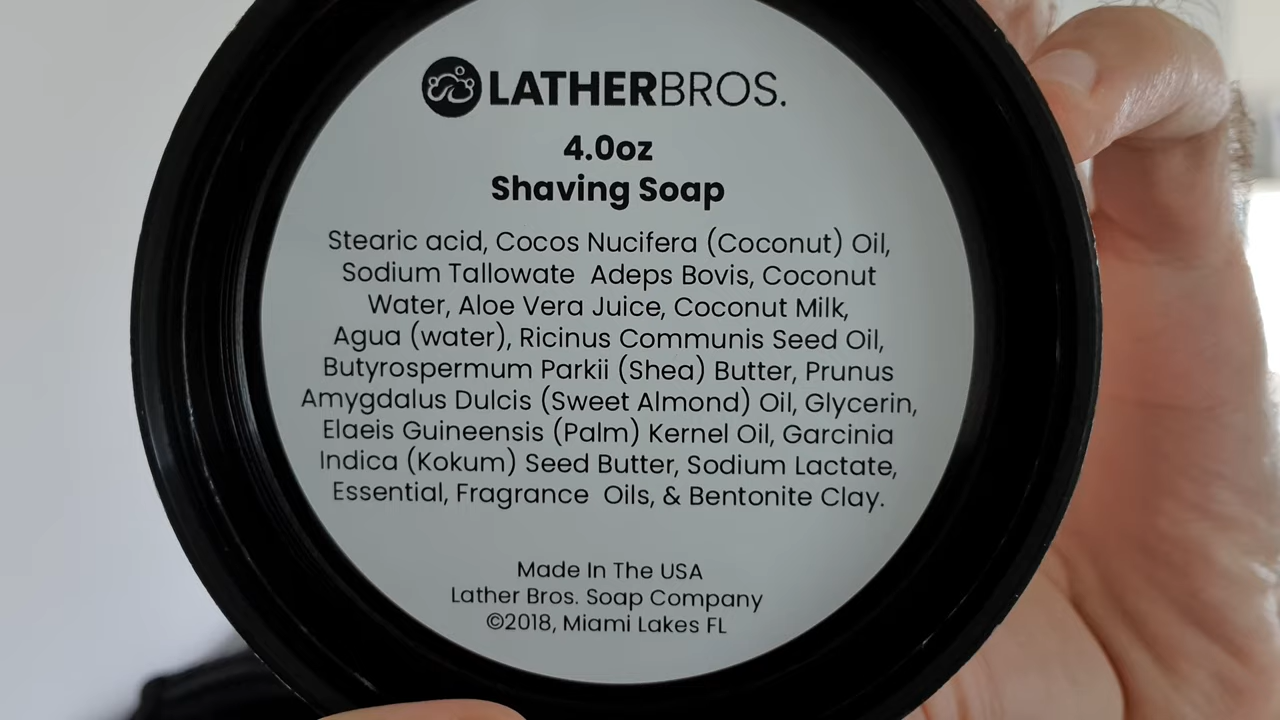 LATHERBROS.
4.0oz
Shaving Soap
Stearic acid, Cocos Nucifera (Coconut) Oil,
Sodium Tallowate Adeps Bovis, Coconut
Water, Aloe Vera Juice, Coconut Milk,
Agua (water), Ricinus Communis Seed Oil,
Butyrospermum Parkii (Shea) Butter, Prunus
Amygdalus Dulcis (Sweet Almond) Oil, Glycerin,
Elaeis Guineensis (Palm) Kernel Oil, Garcinia
Indica (Kokum) Seed Butter, Sodium Lactate,
Essential, Fragrance Oils, & Bentonite Clay.
Made In The USA
Lather Bros. Soap Company
©2018, Miami Lakes FL